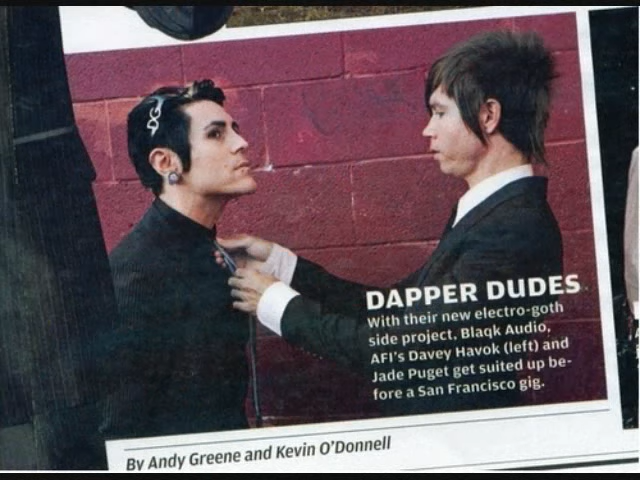 DAPPER DUDES
With their new electro-goth
side project, Blaqk Audio,
AFI's Davey Havok (left) and
Jade Puget get suited up be-
fore a San Francisco gig.
By Andy Greene and Kevin O'Donnell